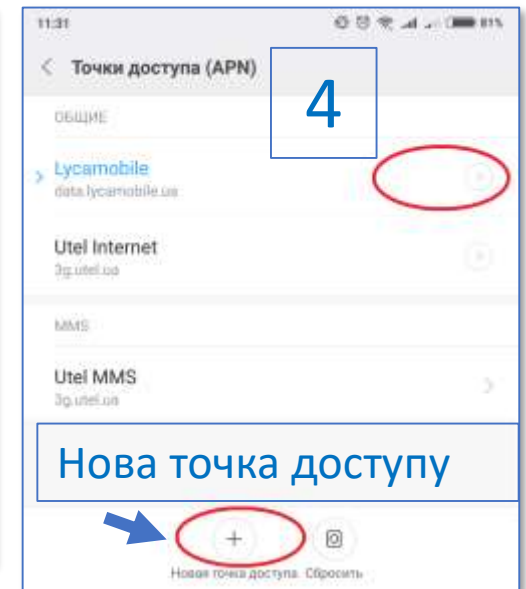 11:31 81%
Точки доступа (APN)
4
ОБЩИЕ
Lycamobile
data.lycamobile.ua
Utel Internet
3g.utel.ua
MMS
Utel MMS
3g.utel.ua
Нова точка доступу
Новая точка доступа Сбросить